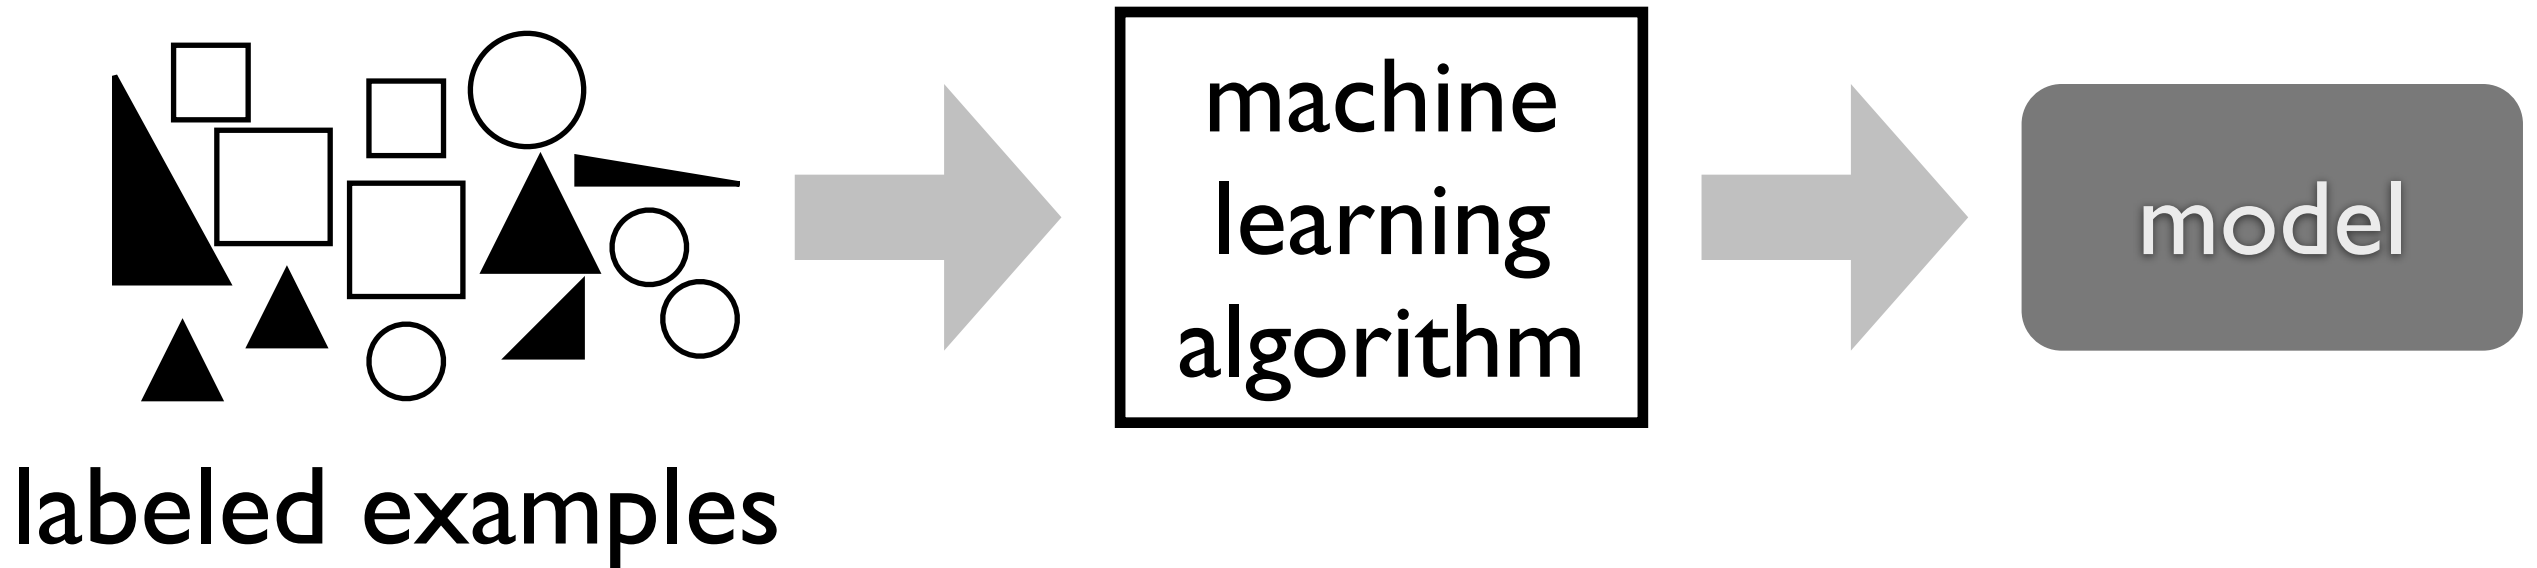 machine
learning
algorithm
model
labeled examples